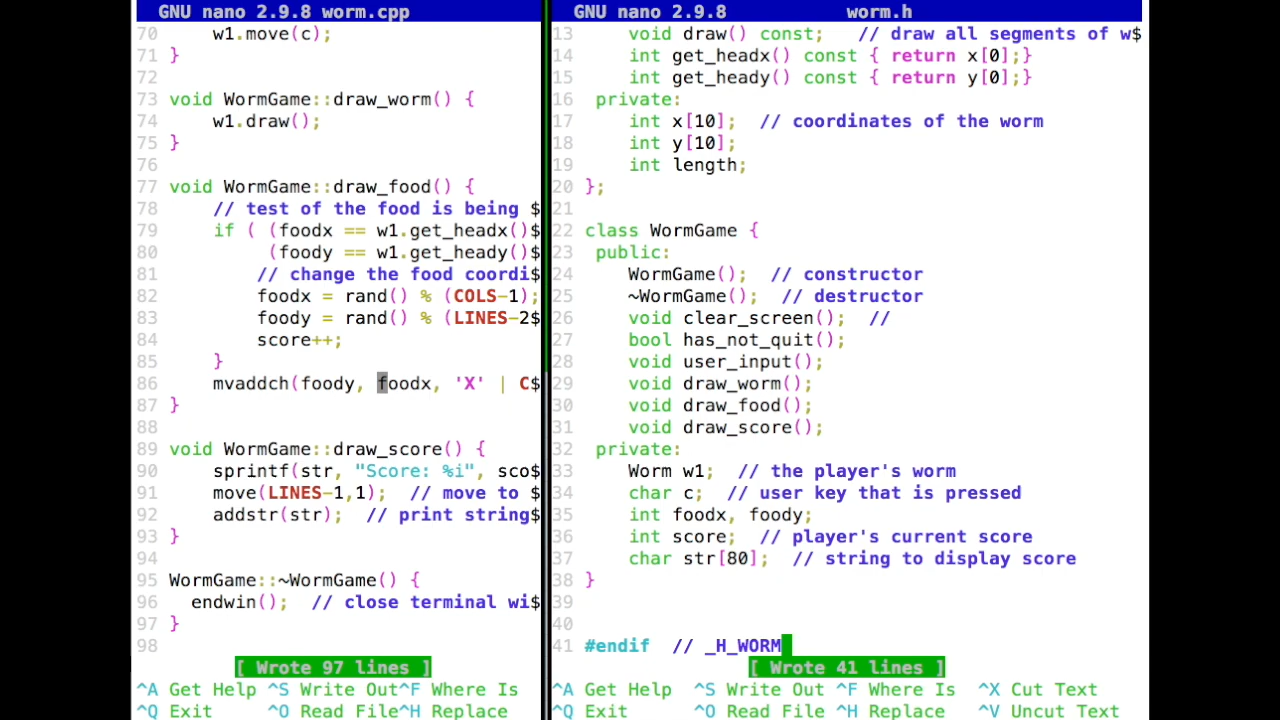 GNU nano 2.9.8 worm.cpp
70 w1.move(c);
71 }
72
73 void WormGame::draw_worm() {
74 w1.draw();
75 }
76
77 void WormGame::draw_food() {
78 // test of the food is being $
79 if ( (foodx == w1.get_headx()$
80 (foody == w1.get_heady()$
81 // change the food coordi$
82 foodx = rand() % (COLS-1);
83 foody = rand() % (LINES-2$
84 score++;
85 }
86 mvaddch(foody, foodx, 'X' | C$
87 }
88
89 void WormGame::draw_score() {
90 sprintf(str, "Score: %i", sco$
91 move(LINES-1,1); // move to $
92 addstr(str); // print string$
93 }
94
95 WormGame::~WormGame() {
96 endwin(); // close terminal wi$
97 }
98
[ Wrote 97 lines ]
^A Get Help ^S Write Out^F Where Is
^Q Exit ^O Read File^H Replace
GNU nano 2.9.8 worm.h
13 void draw() const; // draw all segments of w$
14 int get_headx() const { return x[0];}
15 int get_heady() const { return y[0];}
16 private:
17 int x[10]; // coordinates of the worm
18 int y[10];
19 int length;
20 };
21
22 class WormGame {
23 public:
24 WormGame(); // constructor
25 ~WormGame(); // destructor
26 void clear_screen(); //
27 bool has_not_quit();
28 void user_input();
29 void draw_worm();
30 void draw_food();
31 void draw_score();
32 private:
33 Worm w1; // the player's worm
34 char c; // user key that is pressed
35 int foodx, foody;
36 int score; // player's current score
37 char str[80]; // string to display score
38 }
39
40
41 #endif // _H_WORM
[ Wrote 41 lines ]
^A Get Help ^S Write Out ^F Where Is ^X Cut Text
^Q Exit ^O Read File ^H Replace ^V Uncut Text